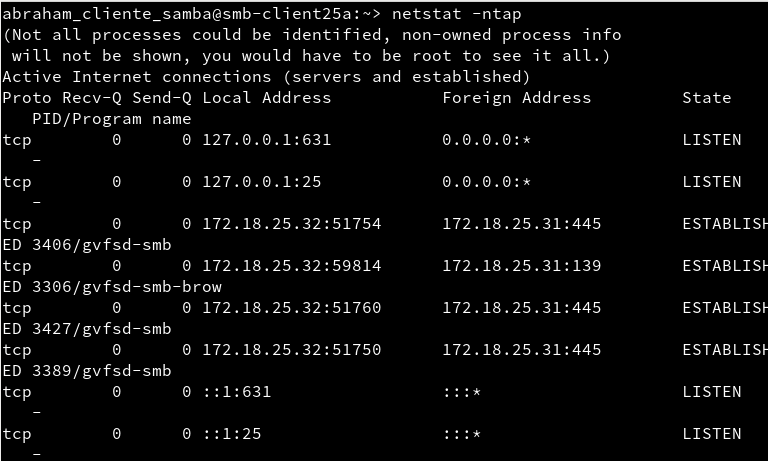 abraham_cliente_samba@smb-client25a:~> netstat -ntap
(Not all processes could be identified, non-owned process info
 will not be shown, you would have to be root to see it all.)
Active Internet connections (servers and established)
Proto Recv-Q Send-Q Local Address           Foreign Address         State
   PID/Program name
tcp        0      0 127.0.0.1:631           0.0.0.0:*               LISTEN
   -
tcp        0      0 127.0.0.1:25            0.0.0.0:*               LISTEN
   -
tcp        0      0 172.18.25.32:51754      172.18.25.31:445        ESTABLISH
ED 3406/gvfsd-smb
tcp        0      0 172.18.25.32:59814      172.18.25.31:139        ESTABLISH
ED 3306/gvfsd-smb-brow
tcp        0      0 172.18.25.32:51760      172.18.25.31:445        ESTABLISH
ED 3427/gvfsd-smb
tcp        0      0 172.18.25.32:51750      172.18.25.31:445        ESTABLISH
ED 3389/gvfsd-smb
tcp        0      0 ::1:631                 :::*                    LISTEN
   -
tcp        0      0 ::1:25                  :::*                    LISTEN
   -